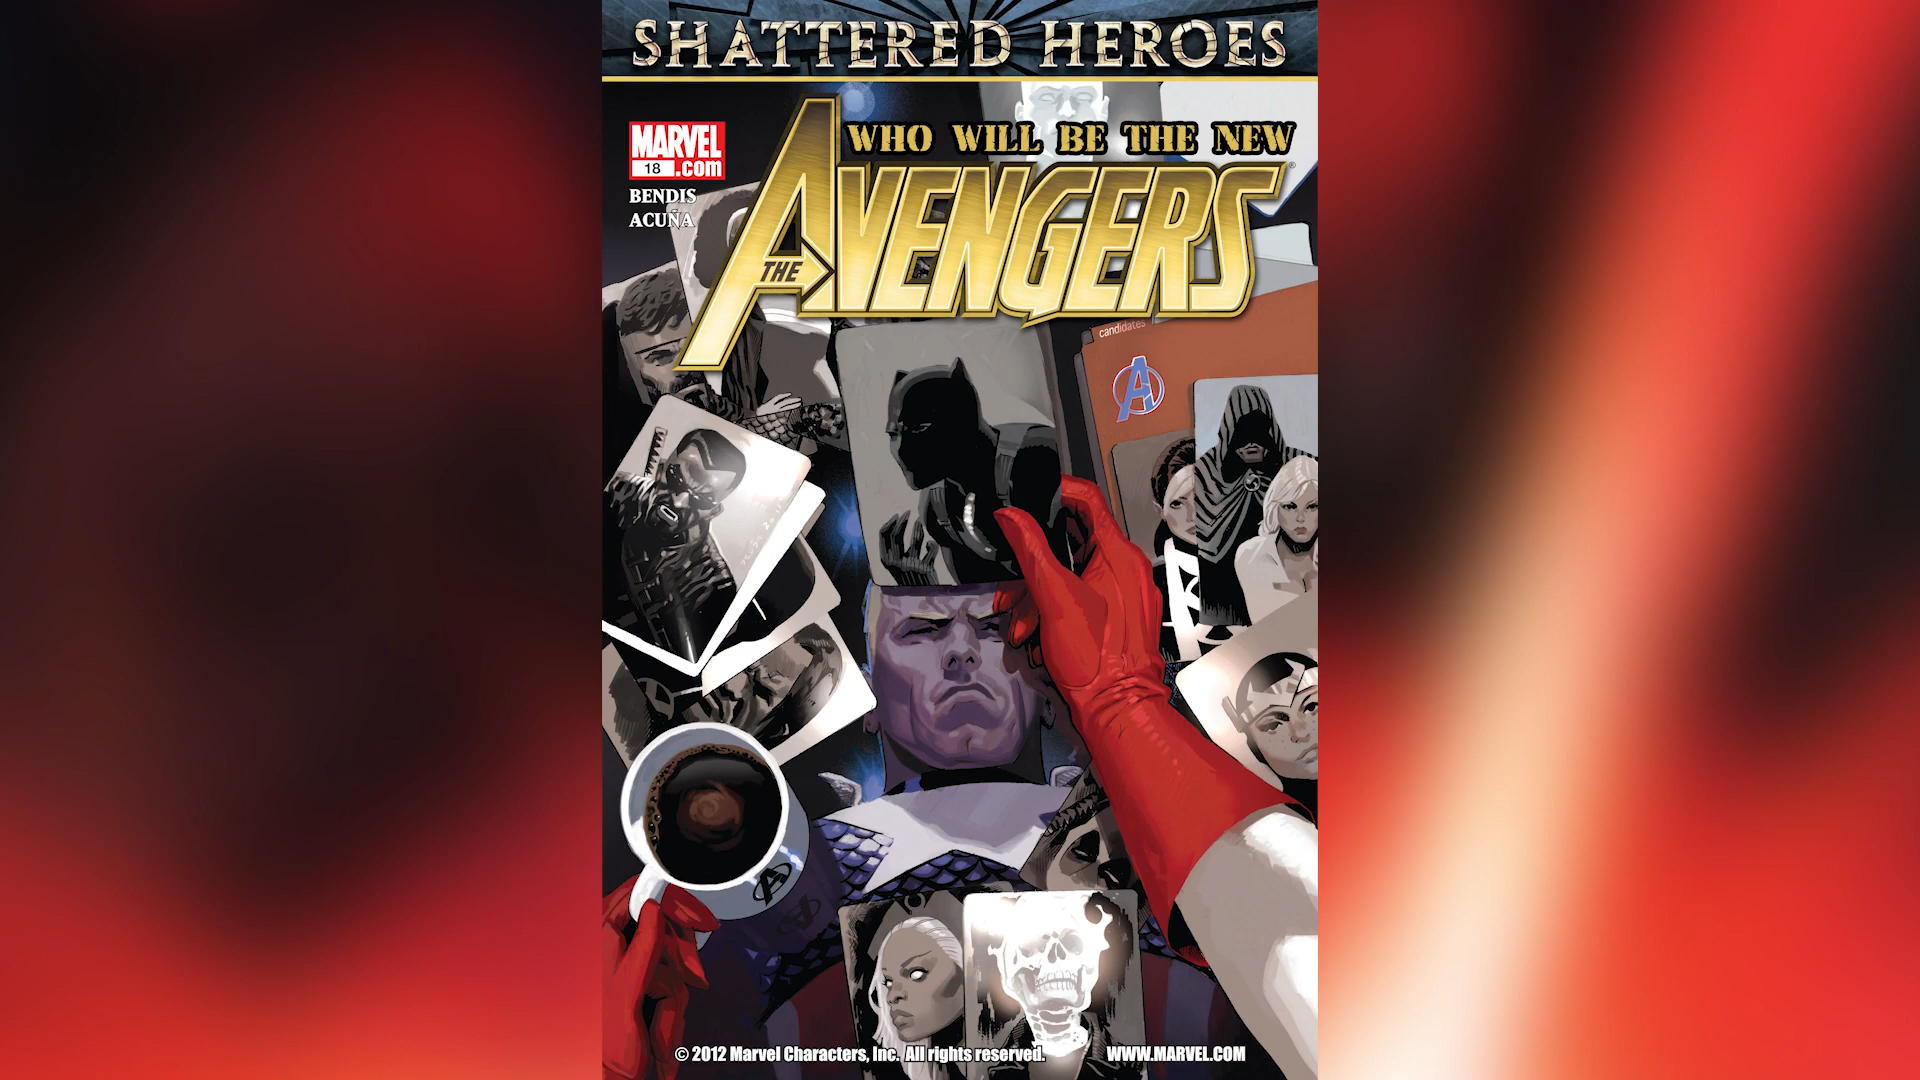 SHATTERED HEROES
WHO WILL BE THE NEW
THE AVENGERS®
MARVEL
18 .com
BENDIS
ACUÑA
candidates
A
A
© 2012 Marvel Characters, Inc. All rights reserved.
WWW.MARVEL.COM